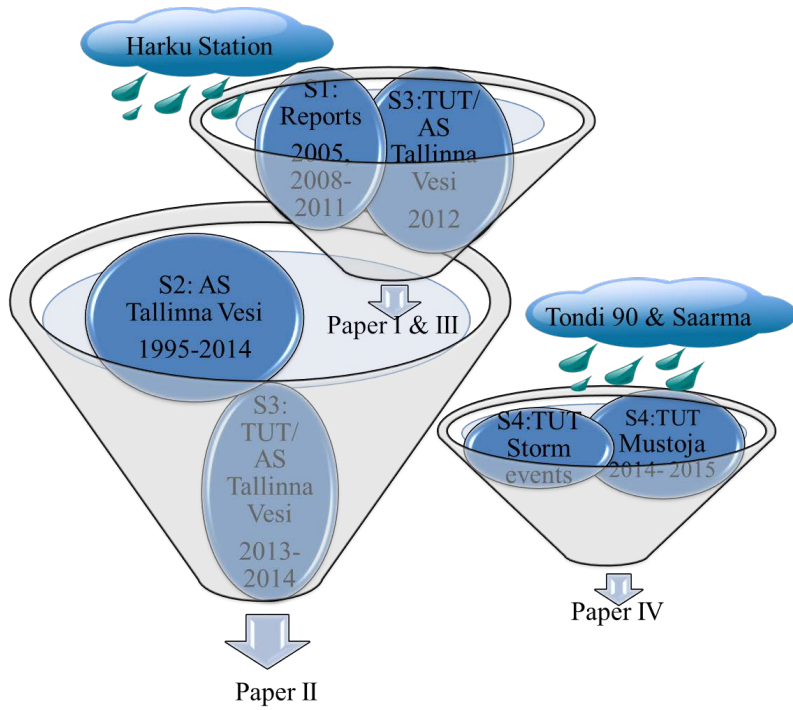 Harku Station
S1:
Reports
2005,
2008-
2011
S3:TUT/
AS
Tallinna
Vesi
2012
Paper I & III
S2: AS
Tallinna Vesi
1995-2014
S3:
TUT/
AS
Tallinna
Vesi
2013-
2014
Paper II
Tondi 90 & Saarma
S4:TUT
Storm
events
S4:TUT
Mustoja
2014- 2015
Paper IV